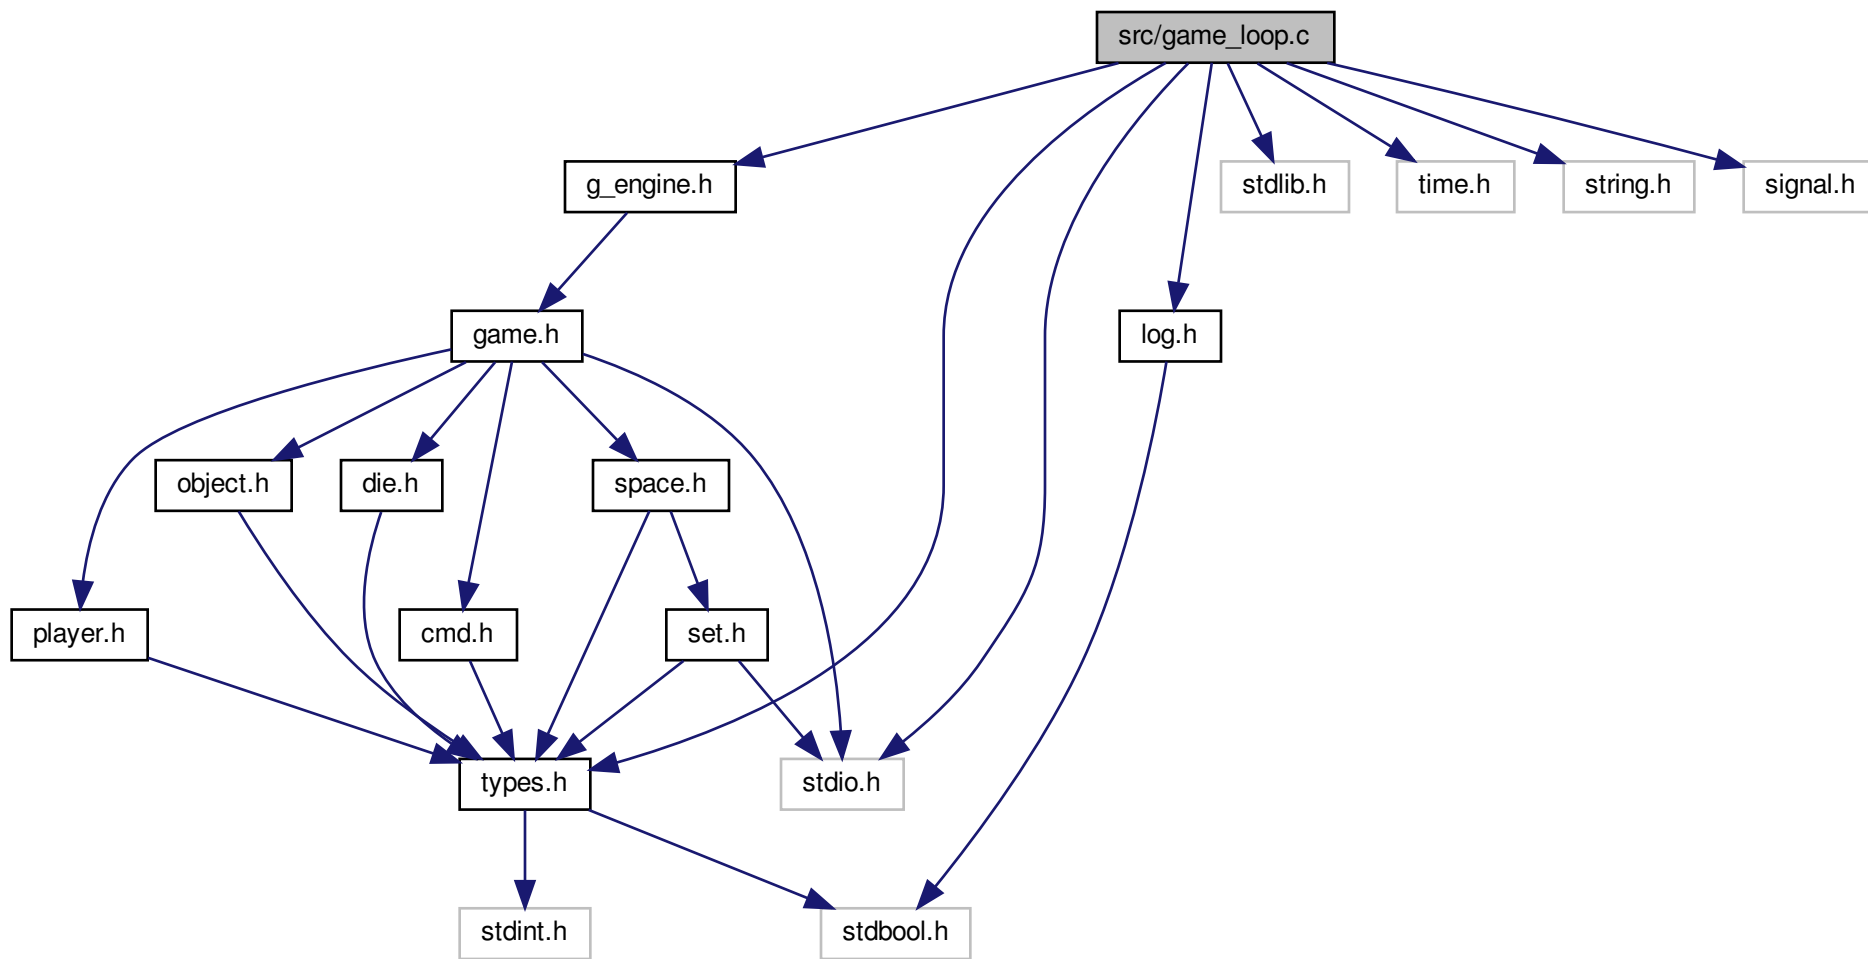 src/game_loop.c
g_engine.h
stdlib.h
time.h
string.h
signal.h
game.h
log.h
object.h
die.h
space.h
player.h
cmd.h
set.h
types.h
stdio.h
stdint.h
stdbool.h